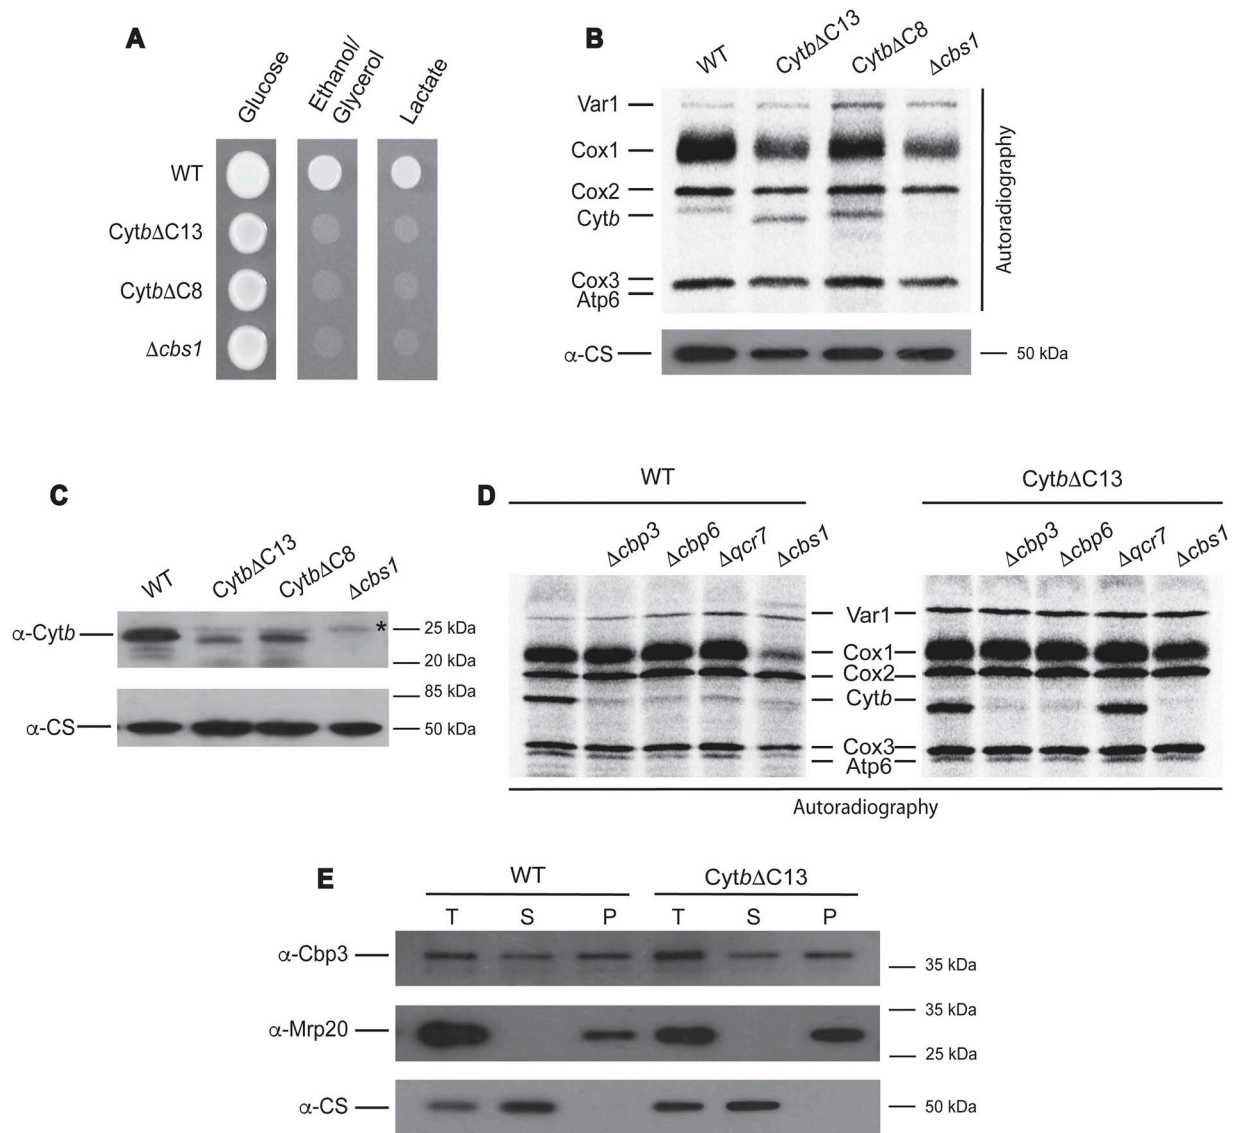 A
Glucose
Ethanol/
Glycerol
Lactate
WT
CytbΔC13
CytbΔC8
Δcbs1
B
WT
CytbΔC13
CytbΔC8
Δcbs1
Var1
Cox1
Cox2
Cytb
Cox3
Atp6
Autoradiography
α-CS
50 kDa
C
WT
CytbΔC13
CytbΔC8
Δcbs1
α-Cytb
*
25 kDa
20 kDa
85 kDa
α-CS
50 kDa
D
WT
CytbΔC13
Δcbp3
Δcbp6
Δqcr7
Δcbs1
Δcbp3
Δcbp6
Δqcr7
Δcbs1
Var1
Cox1
Cox2
Cytb
Cox3
Atp6
Autoradiography
E
WT
CytbΔC13
T S P T S P
α-Cbp3
35 kDa
α-Mrp20
35 kDa
25 kDa
α-CS
50 kDa